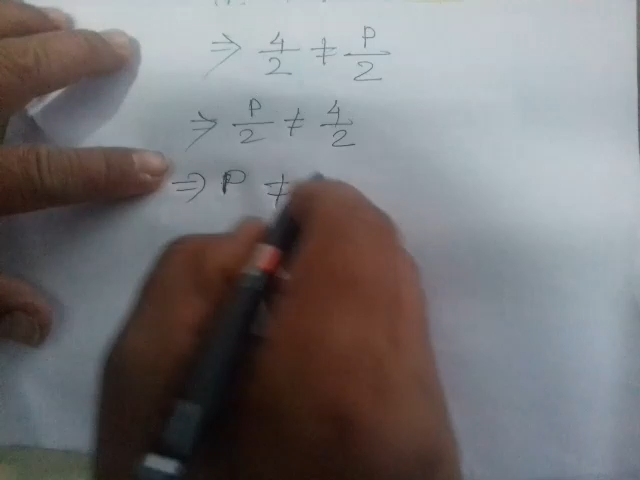 ⇒ 4/2 ≠ P/2
⇒ P/2 ≠ 4/2
⇒ P ≠